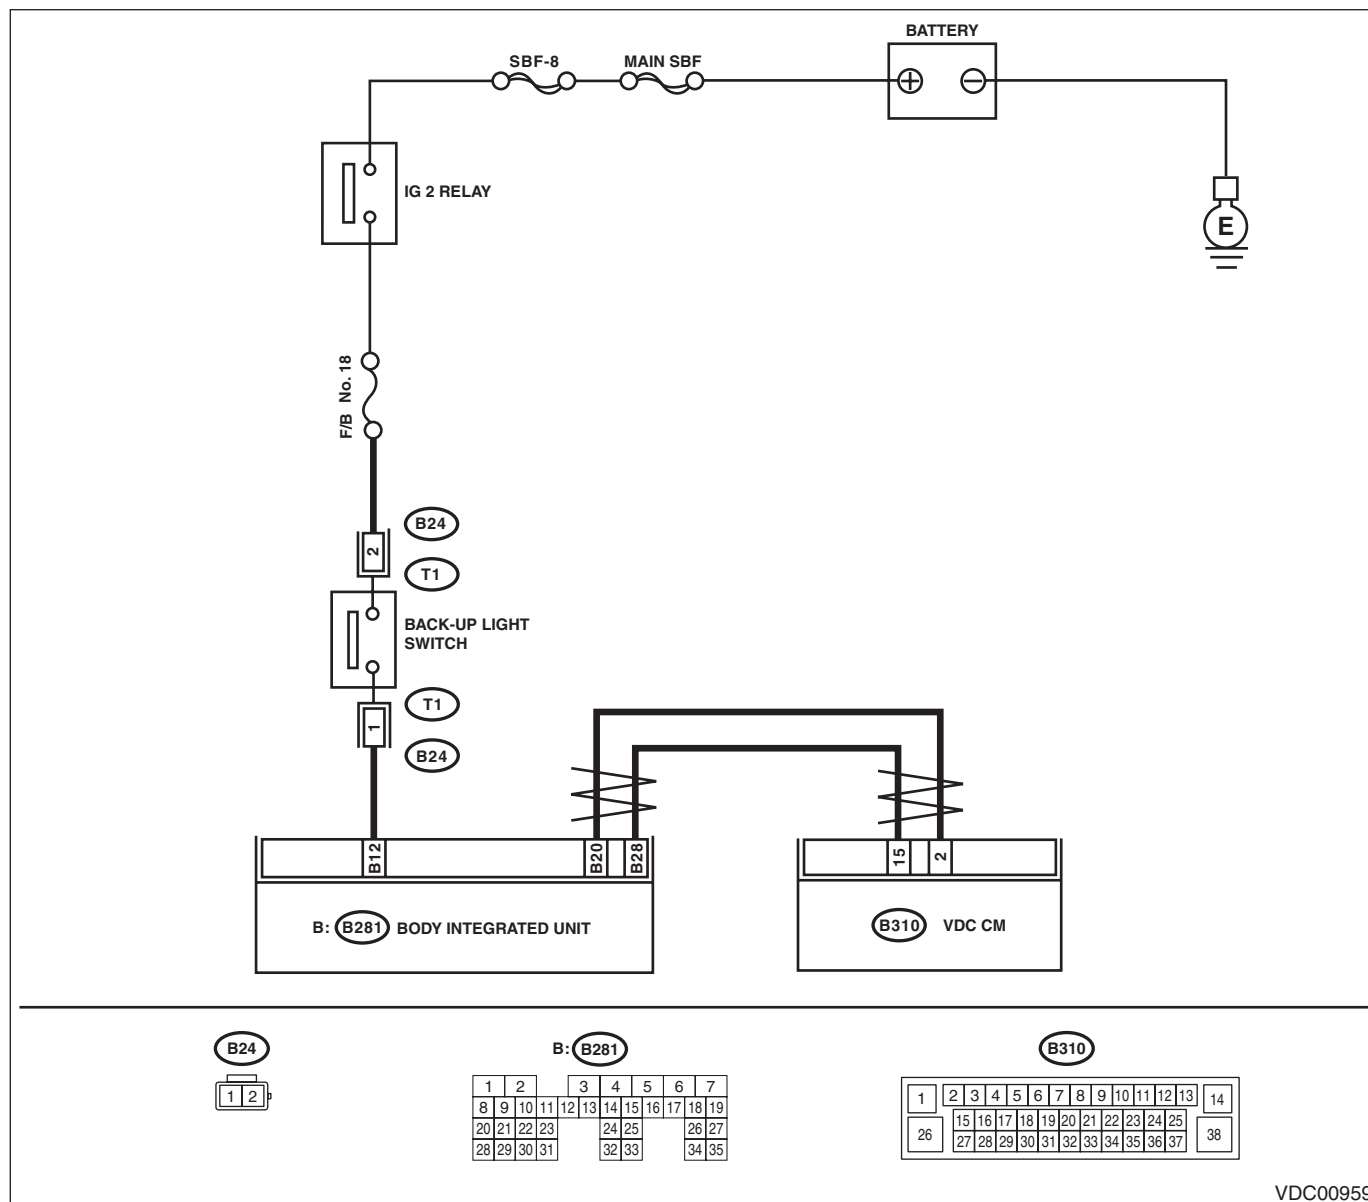 BATTERY
SBF-8
MAIN SBF
IG 2 RELAY
E
F/B No. 18
B24
2
T1
BACK-UP LIGHT
SWITCH
T1
1
B24
B12
B20
B28
15
2
B: B281 BODY INTEGRATED UNIT
B310 VDC CM
B24
1 2
B: B281
1 2 3 4 5 6 7
8 9 10 11 12 13 14 15 16 17 18 19
20 21 22 23 24 25 26 27
28 29 30 31 32 33 34 35
B310
1 2 3 4 5 6 7 8 9 10 11 12 13 14
15 16 17 18 19 20 21 22 23 24 25
26 27 28 29 30 31 32 33 34 35 36 37 38
VDC00959